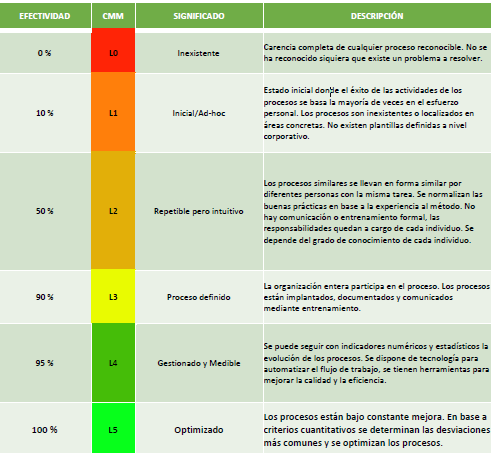 EFECTIVIDAD CMM SIGNIFICADO DESCRIPCIÓN
0 % L0 Inexistente
Carencia completa de cualquier proceso reconocible. No se
ha reconocido siquiera que existe un problema a resolver.
10 % L1 Inicial/Ad-hoc
Estado inicial donde el éxito de las actividades de los
procesos se basa la mayoría de veces en el esfuerzo
personal. Los procesos son inexistentes o localizados en
áreas concretas. No existen plantillas definidas a nivel
corporativo.
50 % L2 Repetible pero intuitivo
Los procesos similares se llevan en forma similar por
diferentes personas con la misma tarea. Se normalizan las
buenas prácticas en base a la experiencia al método. No
hay comunicación o entrenamiento formal, las
responsabilidades quedan a cargo de cada individuo. Se
depende del grado de conocimiento de cada individuo.
90 % L3 Proceso definido
La organización entera participa en el proceso. Los procesos
están implantados, documentados y comunicados
mediante entrenamiento.
95 % L4 Gestionado y Medible
Se puede seguir con indicadores numéricos y estadísticos la
evolución de los procesos. Se dispone de tecnología para
automatizar el flujo de trabajo, se tienen herramientas para
mejorar la calidad y la eficiencia.
100 % L5 Optimizado
Los procesos están bajo constante mejora. En base a
criterios cuantitativos se determinan las desviaciones
más comunes y se optimizan los procesos.